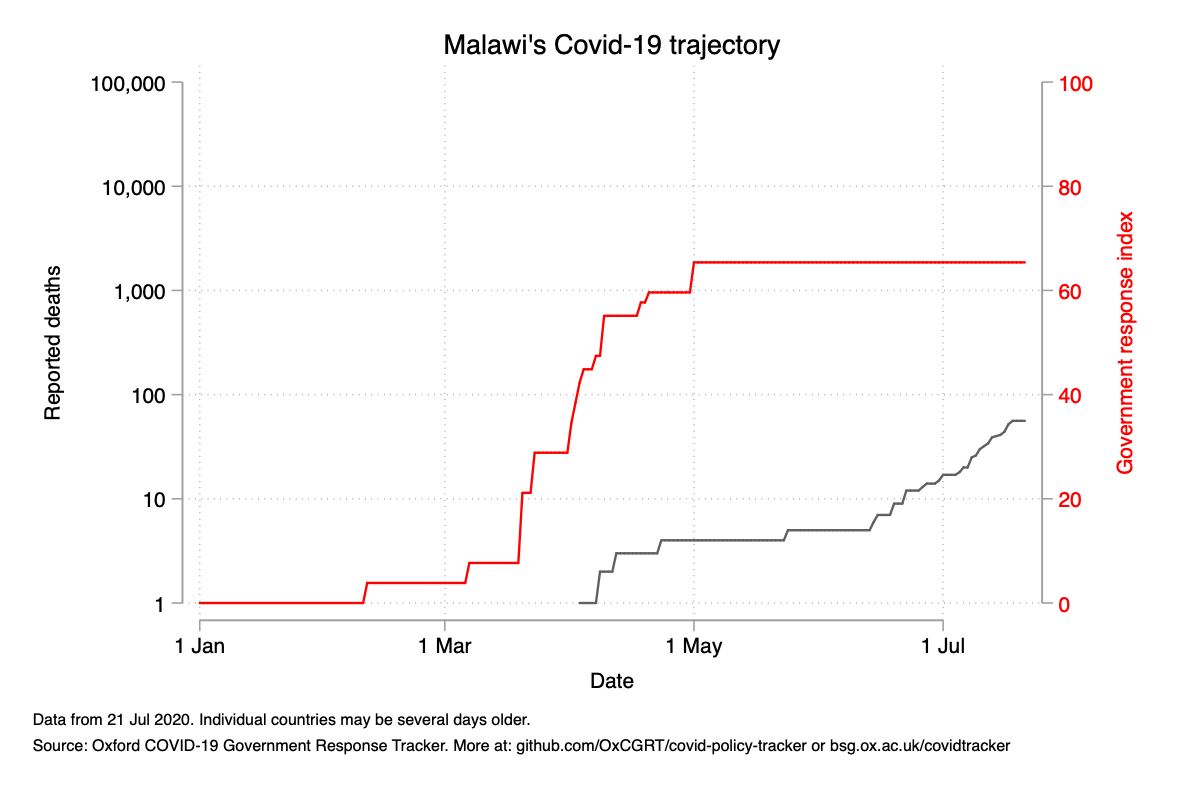 Malawi's Covid-19 trajectory
100,000
10,000
1,000
100
10
1
Reported deaths
100
80
60
40
20
0
Government response index
1 Jan
1 Mar
1 May
1 Jul
Date
Data from 21 Jul 2020. Individual countries may be several days older.
Source: Oxford COVID-19 Government Response Tracker. More at: github.com/OxCGRT/covid-policy-tracker or bsg.ox.ac.uk/covidtracker